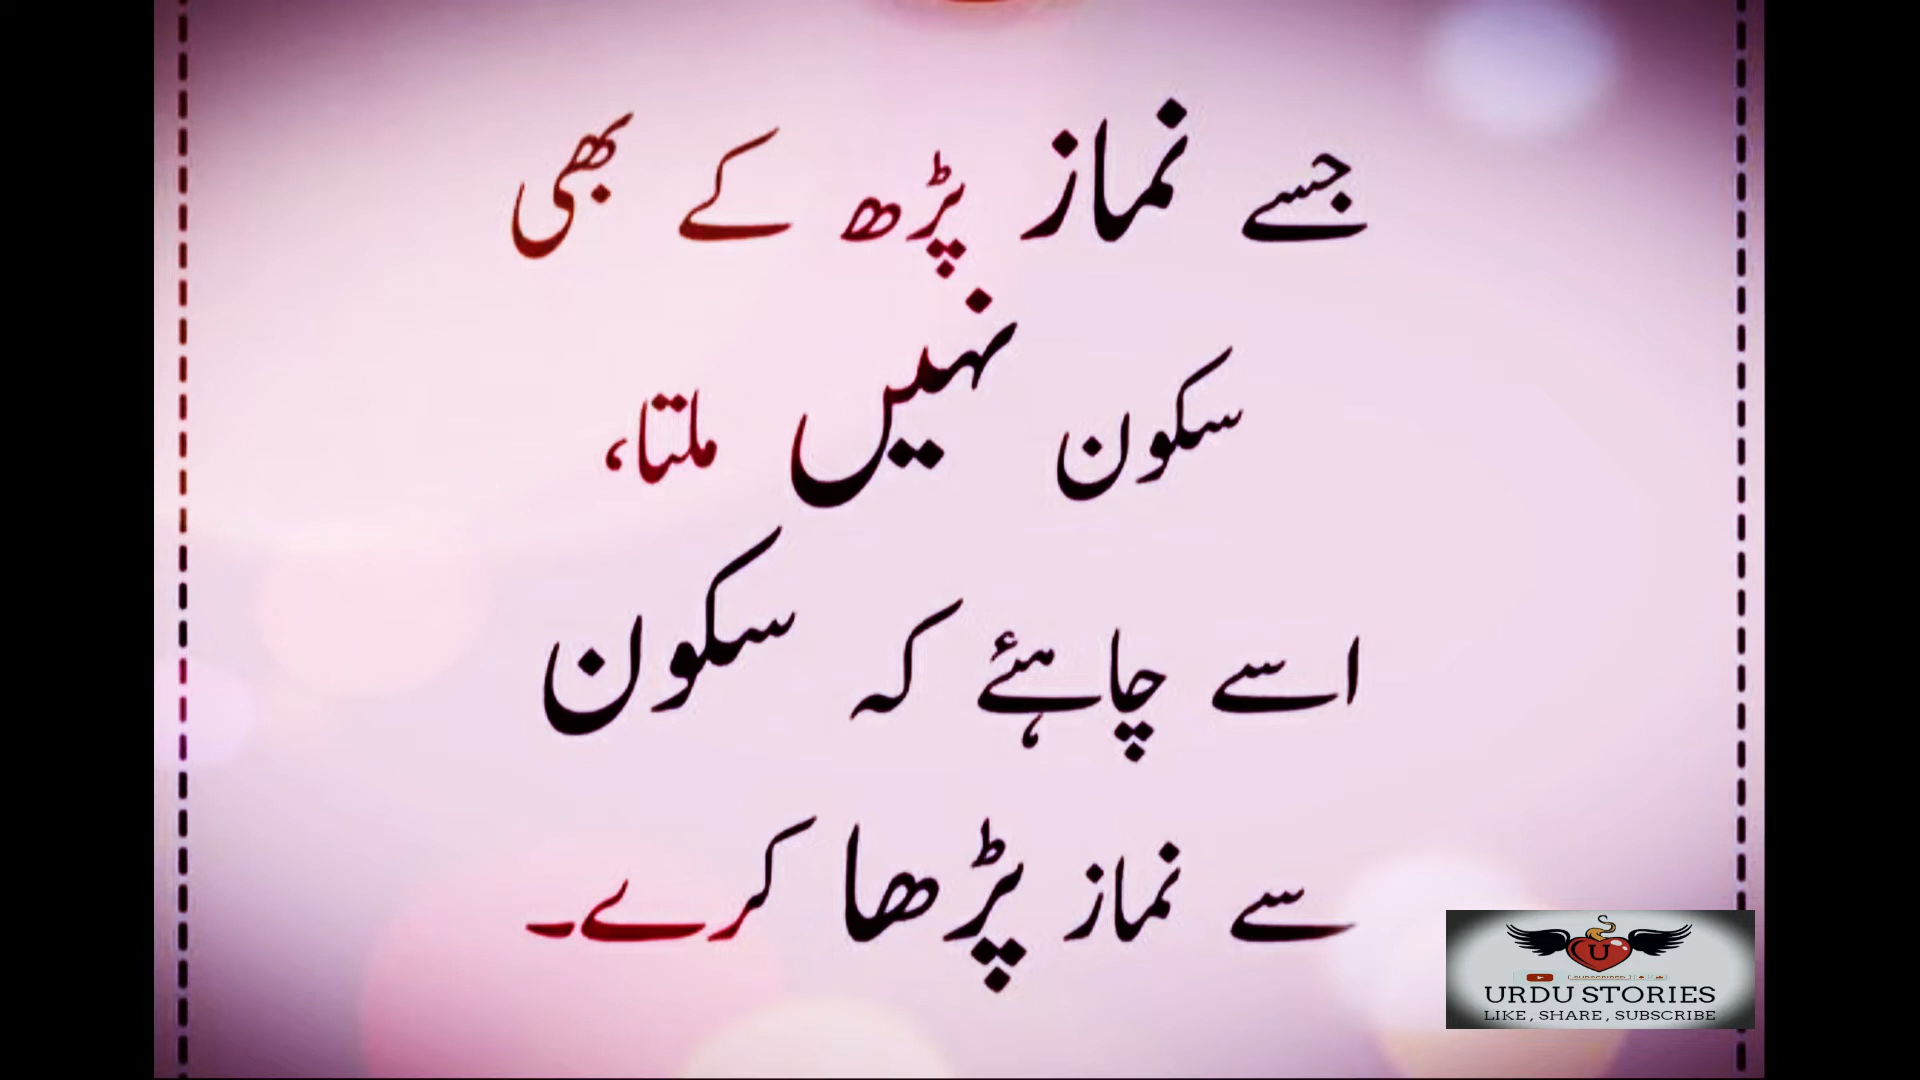 جسے نماز پڑھ کے بھی
سکون نہیں ملتا،
اسے چاہئے کہ سکون
سے نماز پڑھا کرے۔
U
URDU STORIES
LIKE, SHARE, SUBSCRIBE